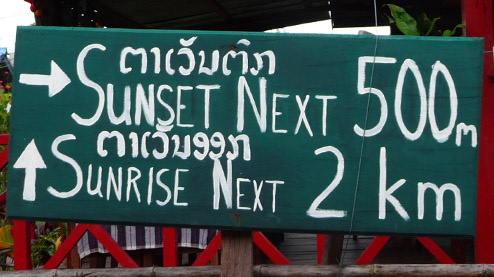 ຕາເວັນຕົກ
→ SUNSET NEXT 500m
ຕາເວັນອອກ
↑ SUNRISE NEXT 2 km